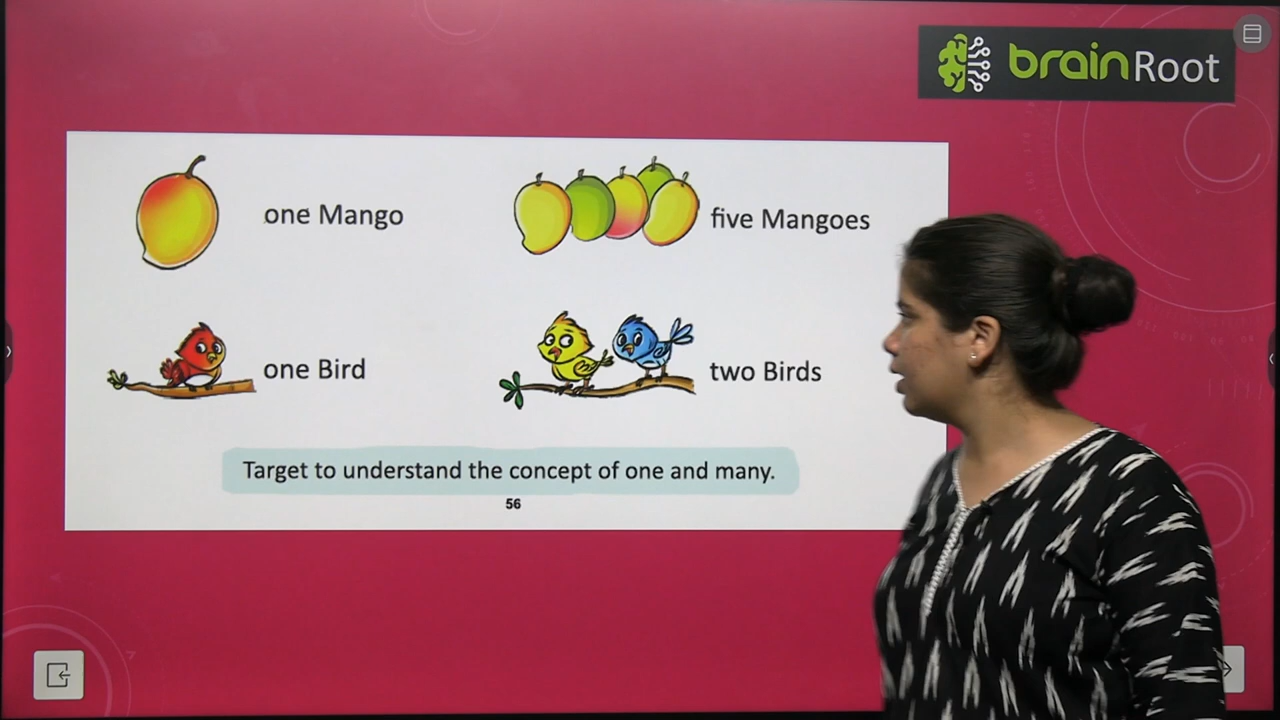 brainRoot
one Mango
five Mangoes
one Bird
two Birds
Target to understand the concept of one and many.
56